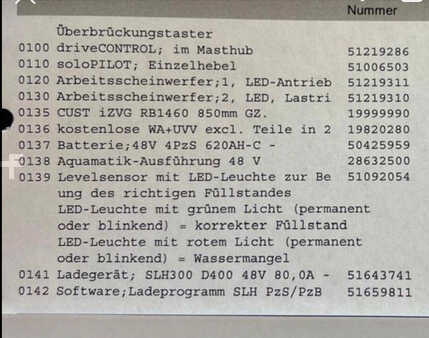 Nummer
Überbrückungstaster
0100 driveCONTROL; im Masthub 51219286
0110 soloPILOT; Einzelhebel 51006503
0120 Arbeitsscheinwerfer;1, LED-Antrieb 51219311
0130 Arbeitsscheinwerfer;2, LED, Lastri 51219310
0135 CUST iZVG RB1460 850mm GZ. 19999990
0136 kostenlose WA+UVV excl. Teile in 2 19820280
0137 Batterie;48V 4PzS 620AH-C - 50425959
0138 Aquamatik-Ausführung 48 V 28632500
0139 Levelsensor mit LED-Leuchte zur Be 51092054
ung des richtigen Füllstandes
LED-Leuchte mit grünem Licht (permanent
oder blinkend) = korrekter Füllstand
LED-Leuchte mit rotem Licht (permanent
oder blinkend) = Wassermangel
0141 Ladegerät; SLH300 D400 48V 80,0A - 51643741
0142 Software;Ladeprogramm SLH PzS/PzB 51659811